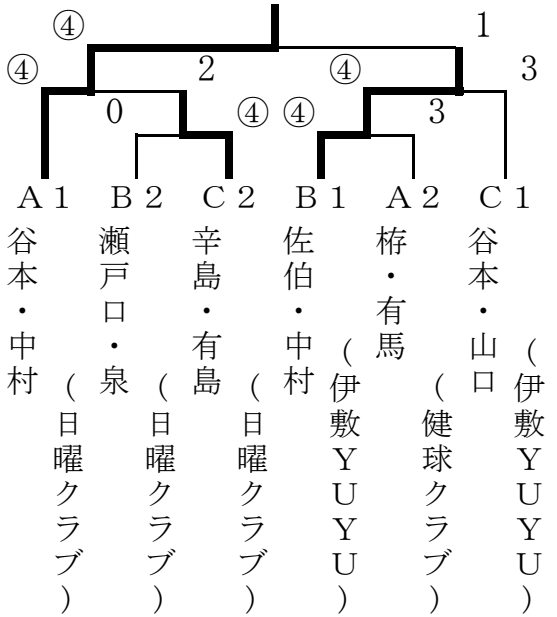 ④ 1
④ 2 ④ 3
0 ④ ④ 3
A1 B2 C2 B1 A2 C1
谷本・中村
(日曜クラブ)
瀬戸口・泉
(日曜クラブ)
辛島・有島
(日曜クラブ)
佐伯・中村
(伊敷YUYU)
栫・有馬
(健球クラブ)
谷本・山口
(伊敷YUYU)